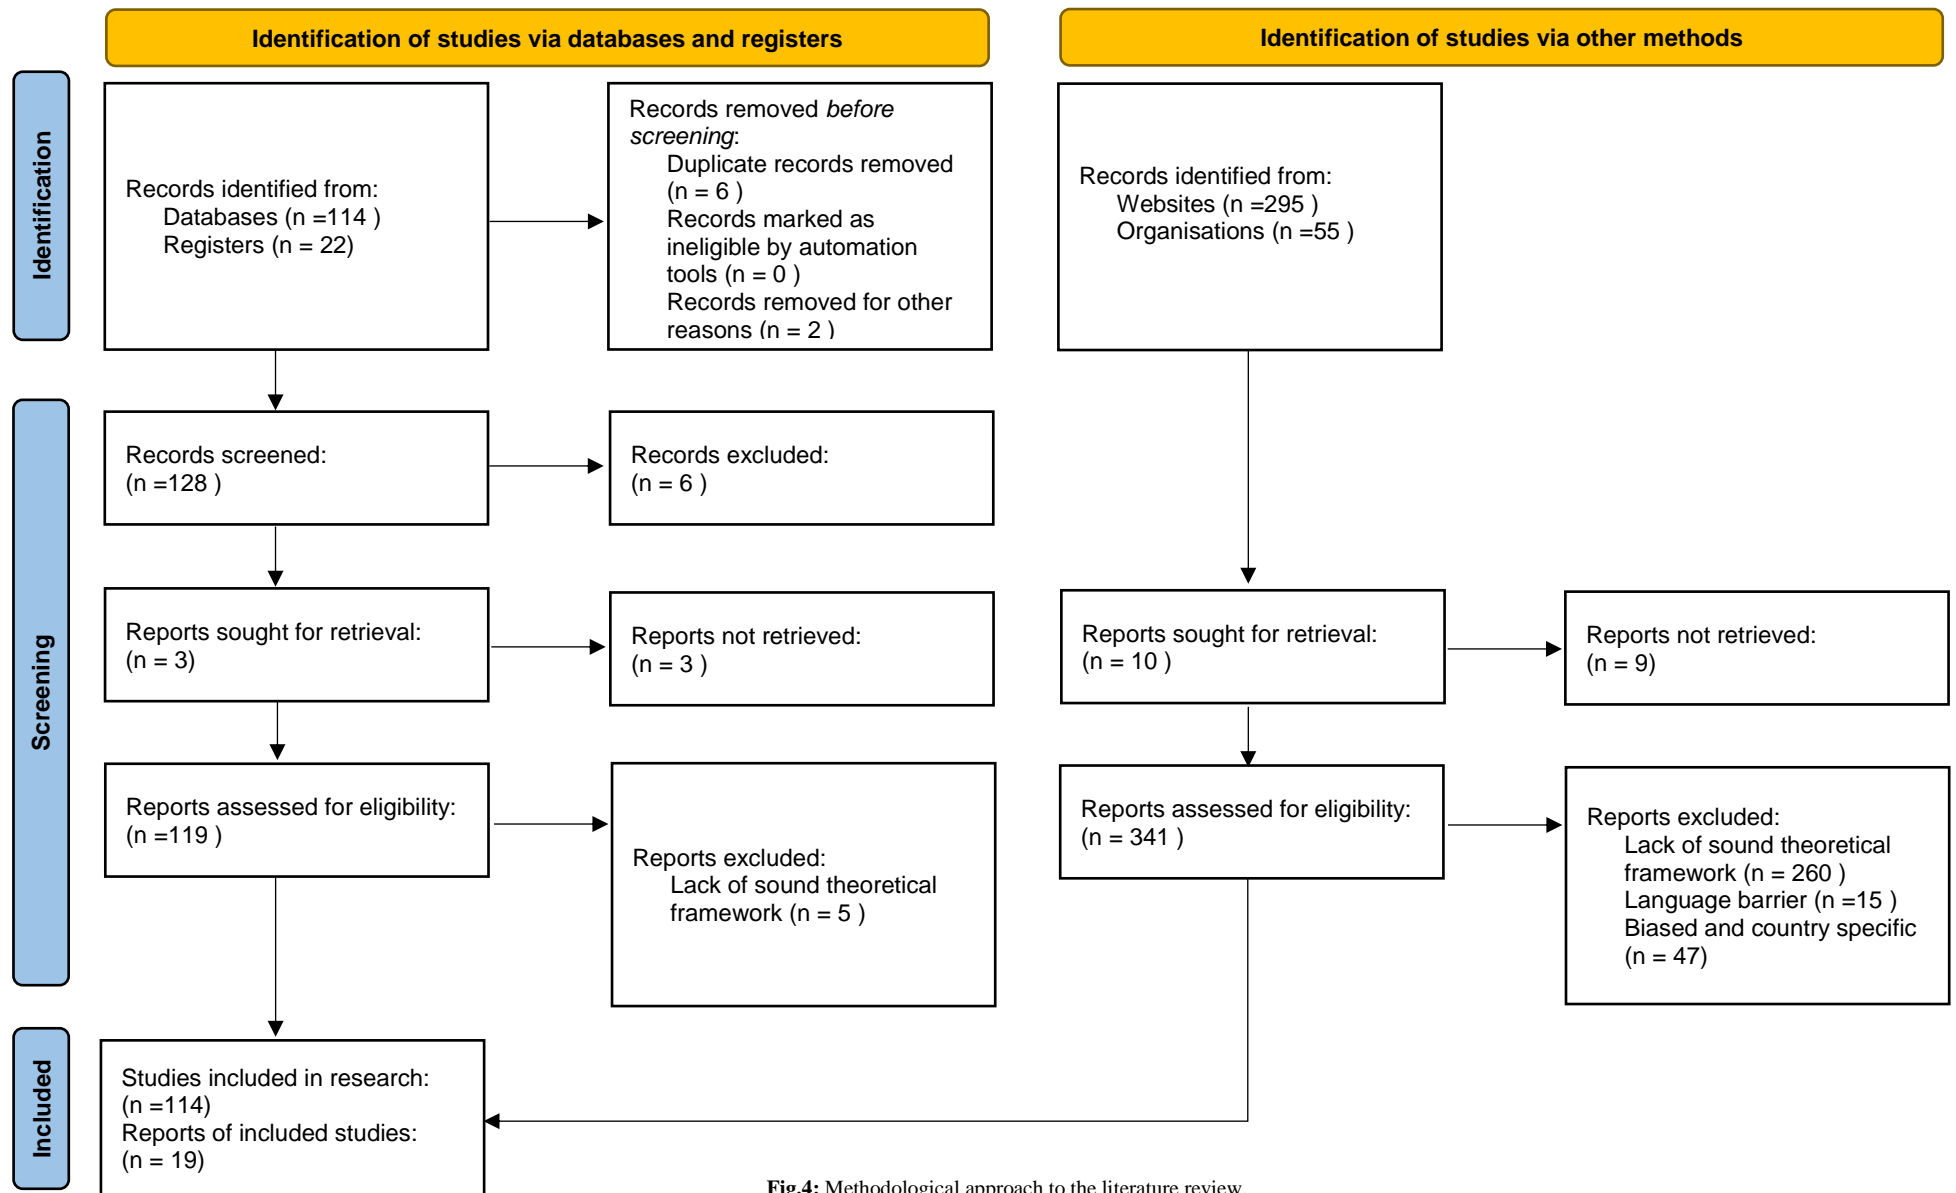 Identification of studies via databases and registers
Identification of studies via other methods
Identification
Records identified from:
Databases (n =114 )
Registers (n = 22)
Records removed before
screening:
Duplicate records removed
(n = 6 )
Records marked as
ineligible by automation
tools (n = 0 )
Records removed for other
reasons (n = 2 )
Records identified from:
Websites (n =295 )
Organisations (n =55 )
Screening
Records screened:
(n =128 )
Records excluded:
(n = 6 )
Reports sought for retrieval:
(n = 3)
Reports not retrieved:
(n = 3 )
Reports sought for retrieval:
(n = 10 )
Reports not retrieved:
(n = 9)
Reports assessed for eligibility:
(n =119 )
Reports excluded:
Lack of sound theoretical
framework (n = 5 )
Reports assessed for eligibility:
(n = 341 )
Reports excluded:
Lack of sound theoretical
framework (n = 260 )
Language barrier (n =15 )
Biased and country specific
(n = 47)
Included
Studies included in research:
(n =114)
Reports of included studies:
(n = 19)
Fig.4: Methodological approach to the literature review